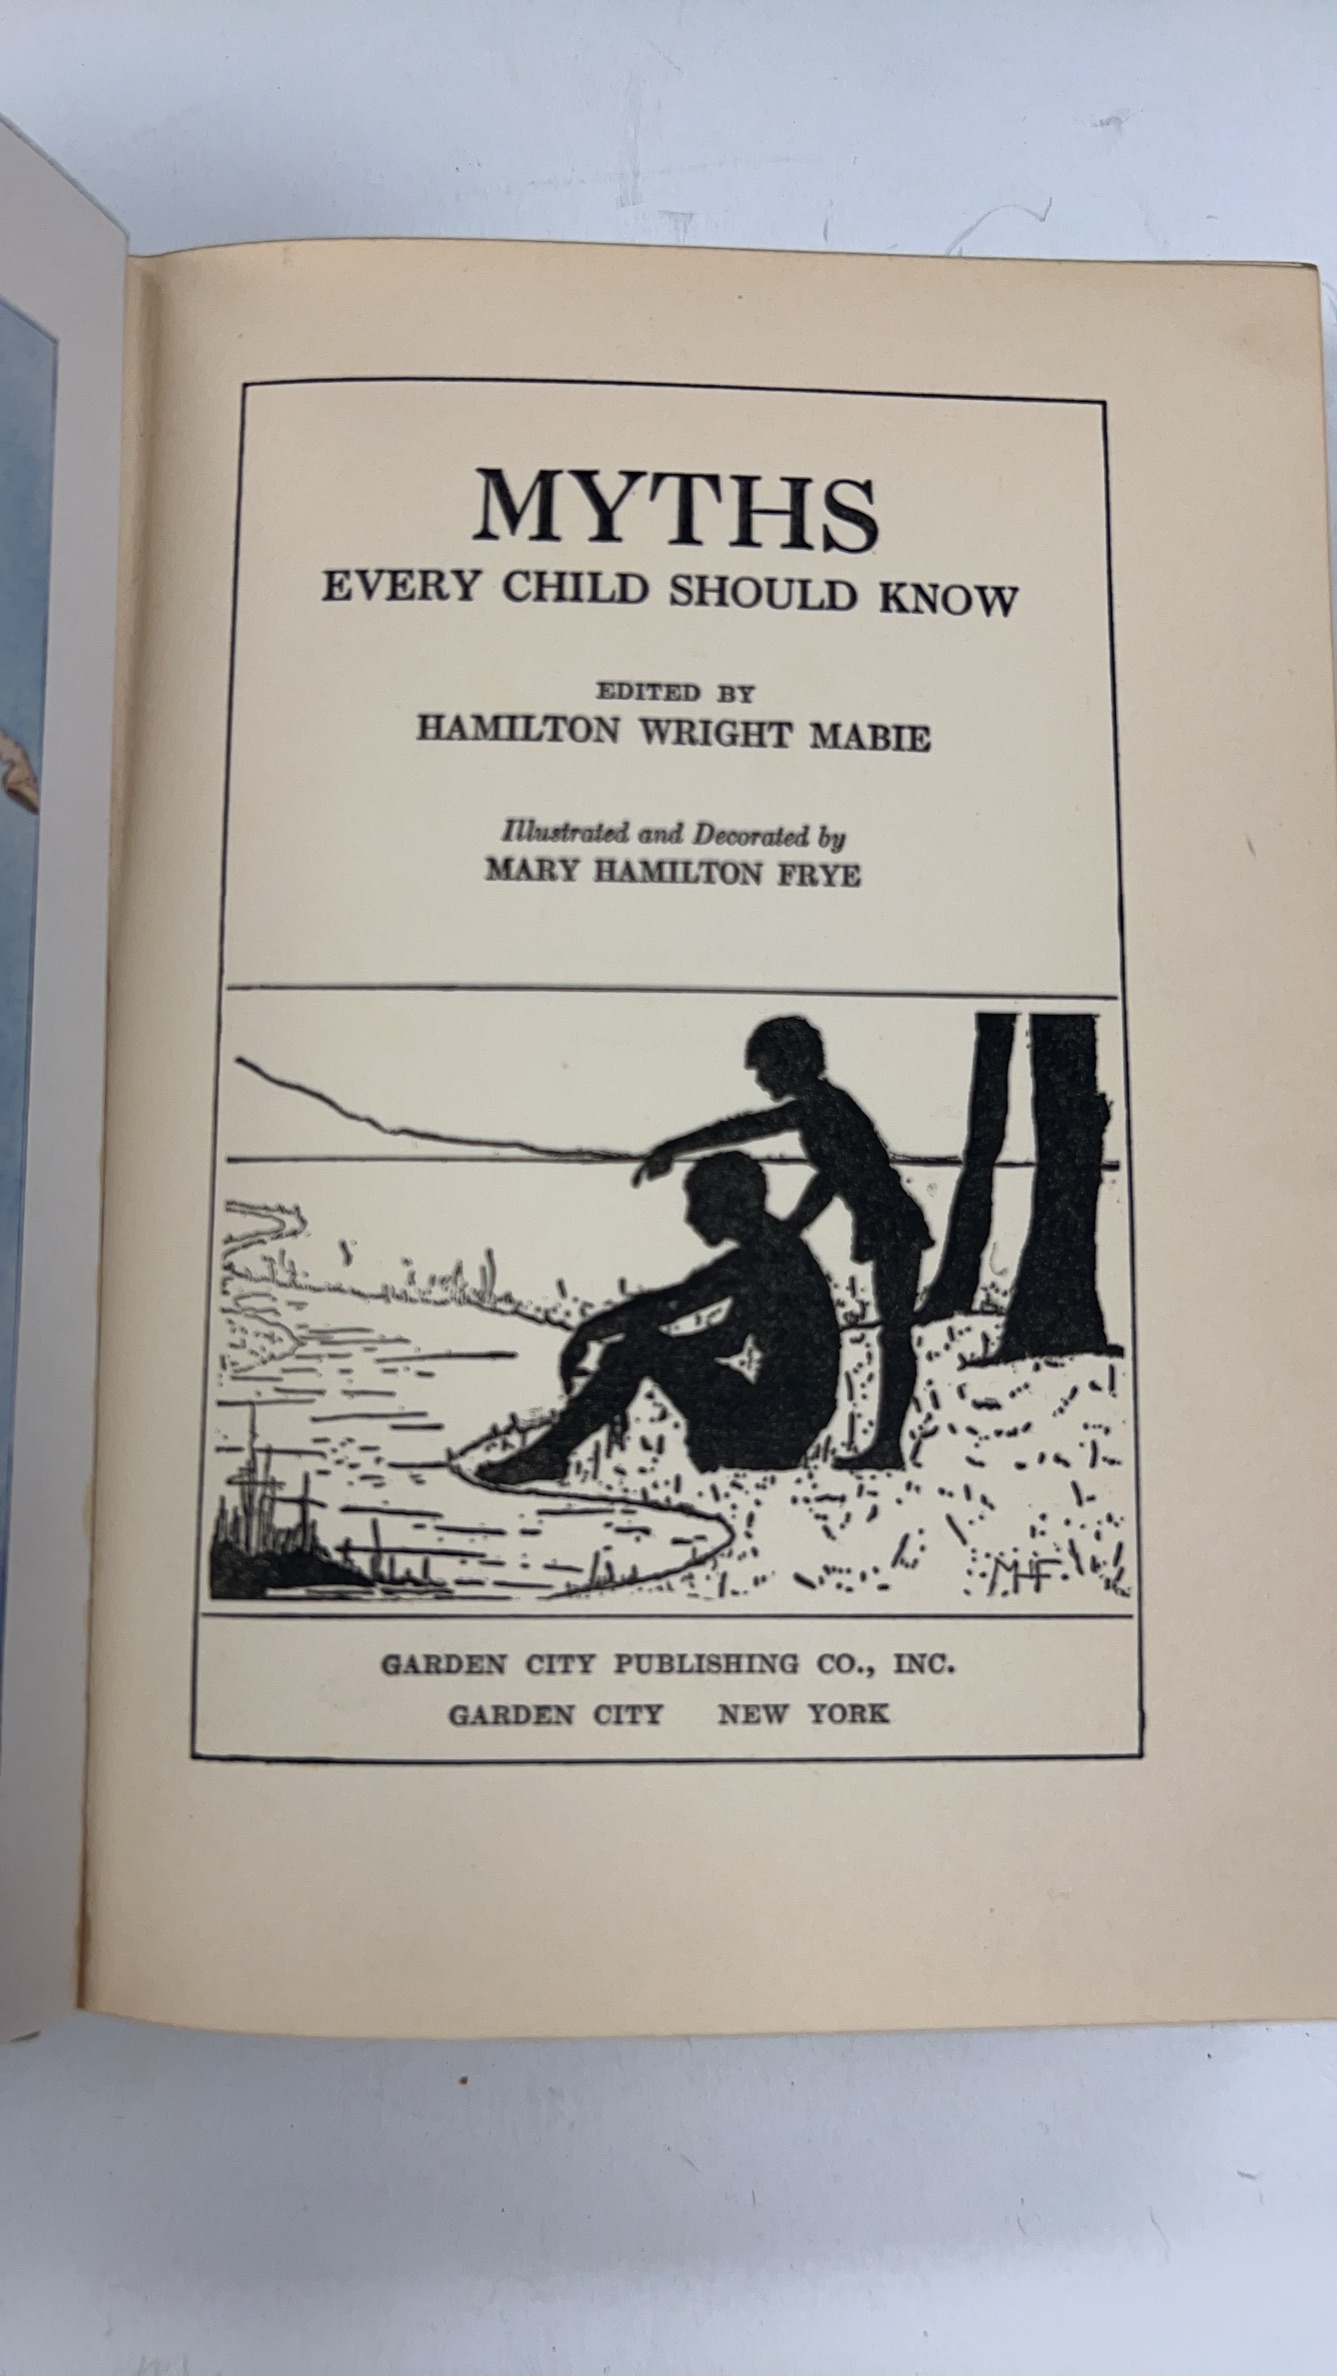 MYTHS
EVERY CHILD SHOULD KNOW
EDITED BY
HAMILTON WRIGHT MABIE
Illustrated and Decorated by
MARY HAMILTON FRYE
MHF.
GARDEN CITY PUBLISHING CO., INC.
GARDEN CITY NEW YORK